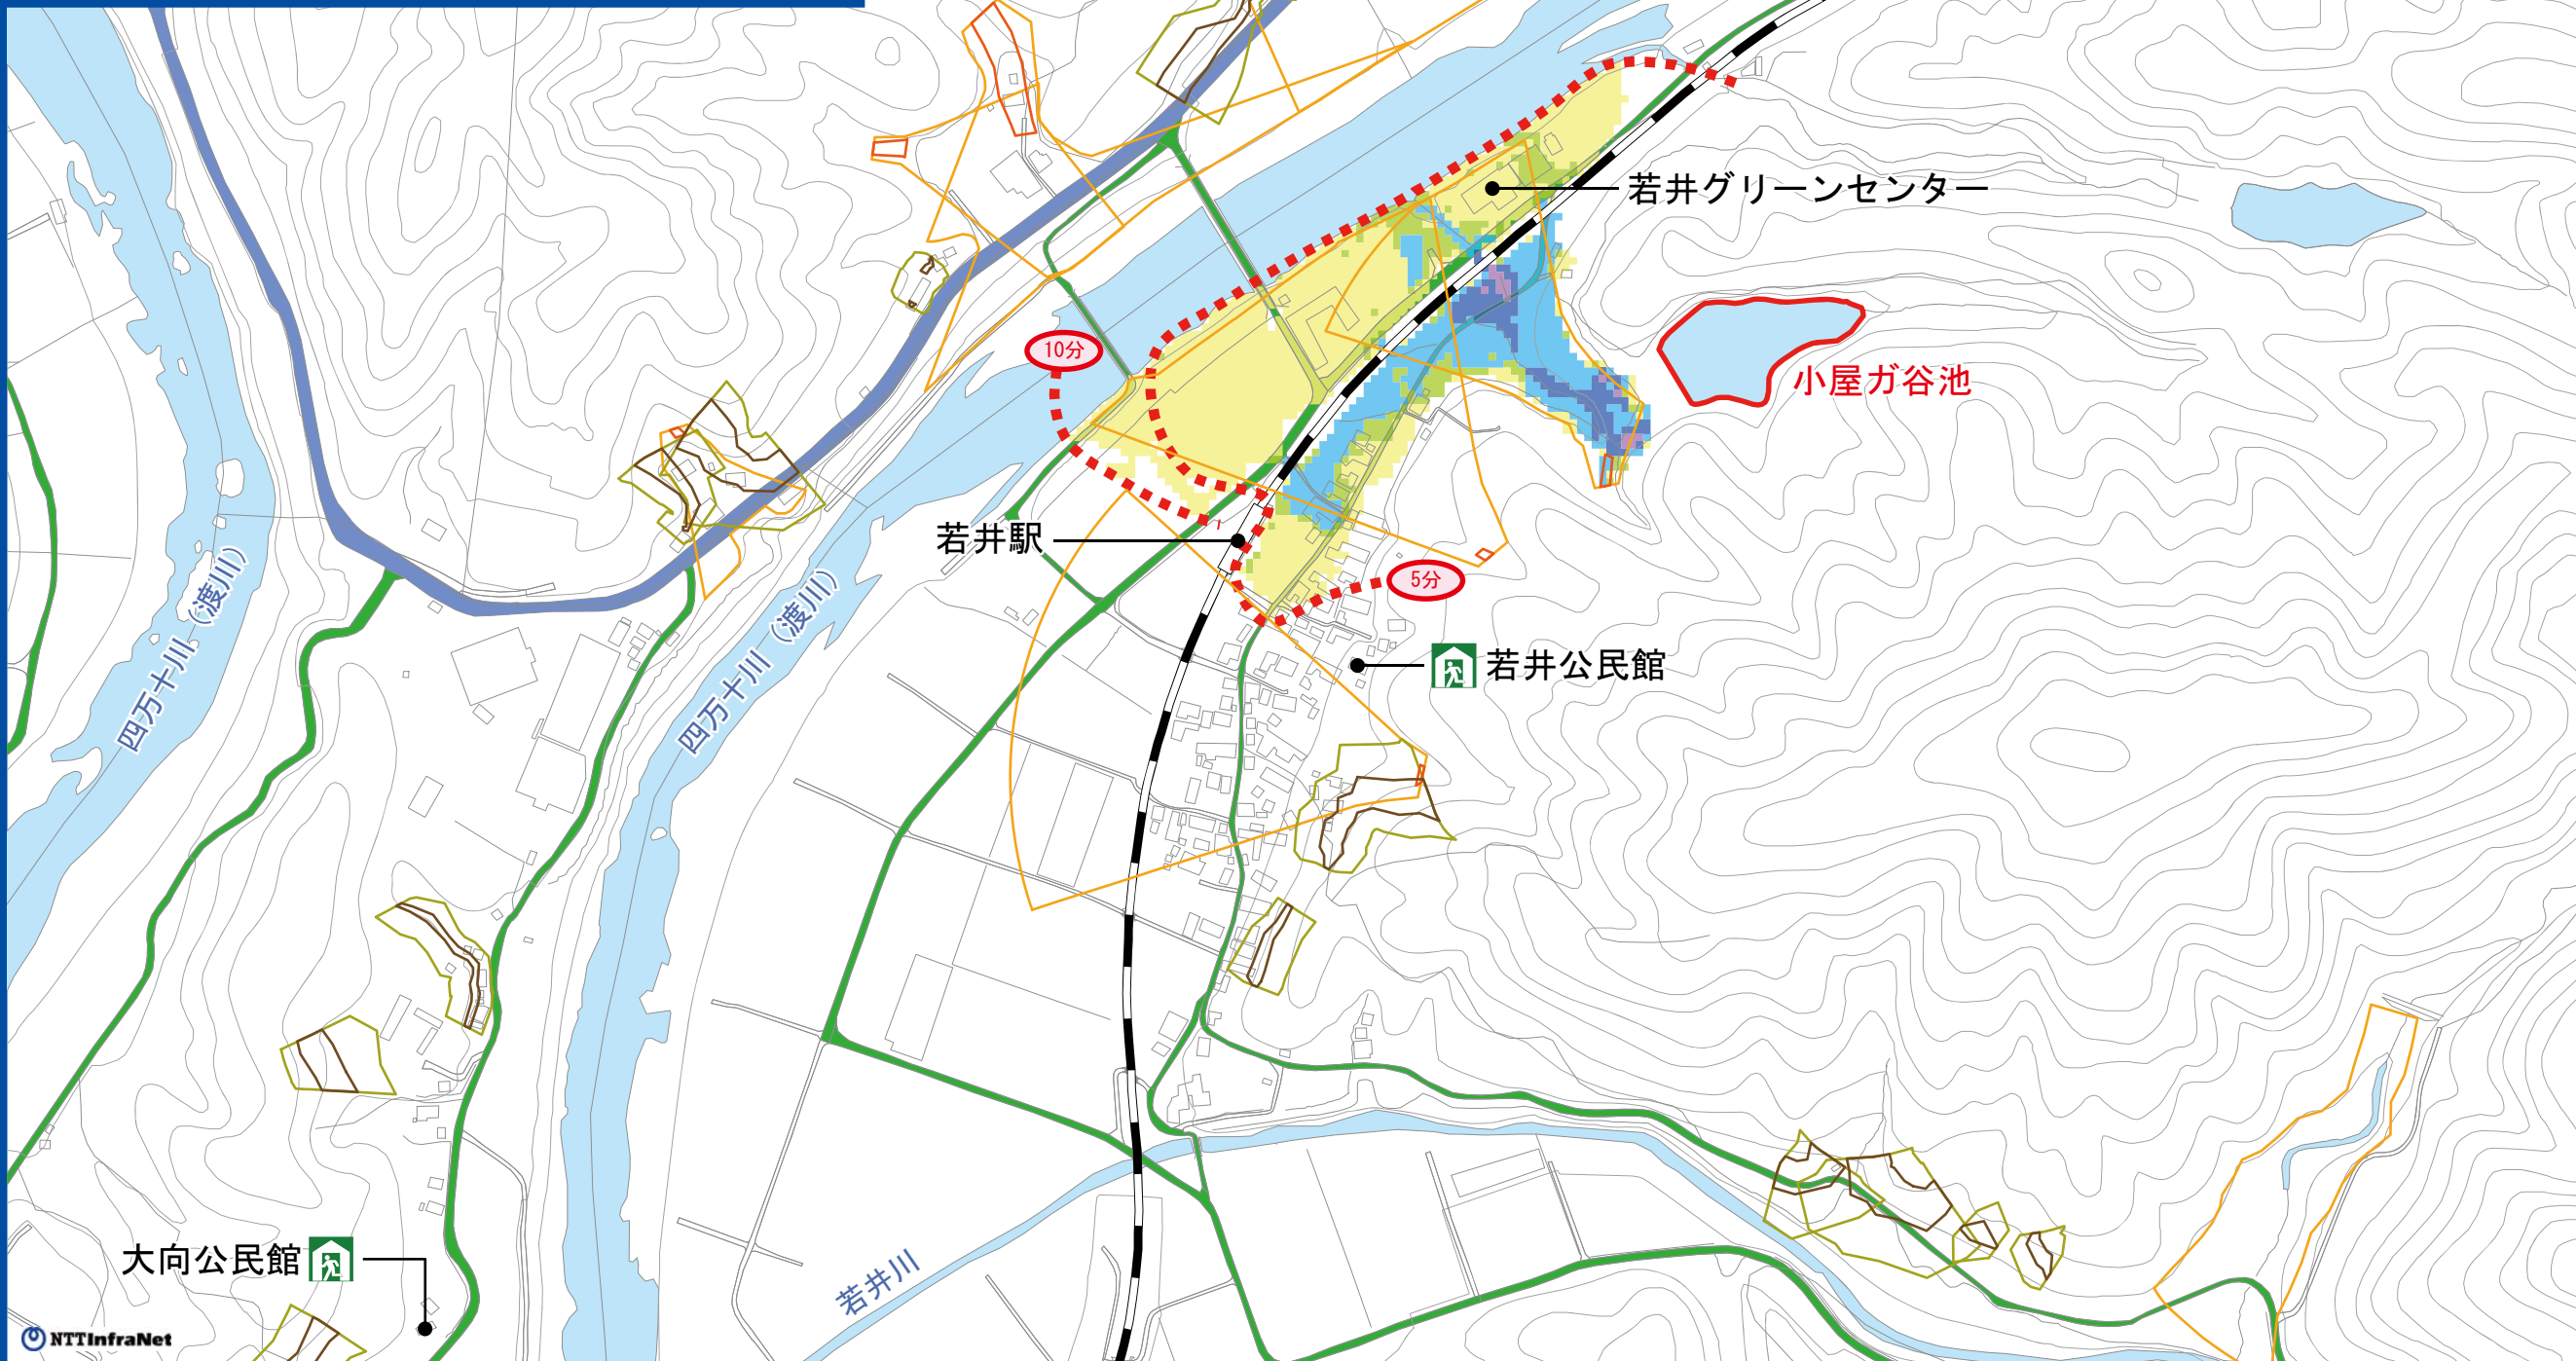 若井グリーンセンター
10分
小屋ガ谷池
若井駅
5分
四万十川（渡川）
四万十川（渡川）
若井公民館
大向公民館
若井川
NTTInfraNet